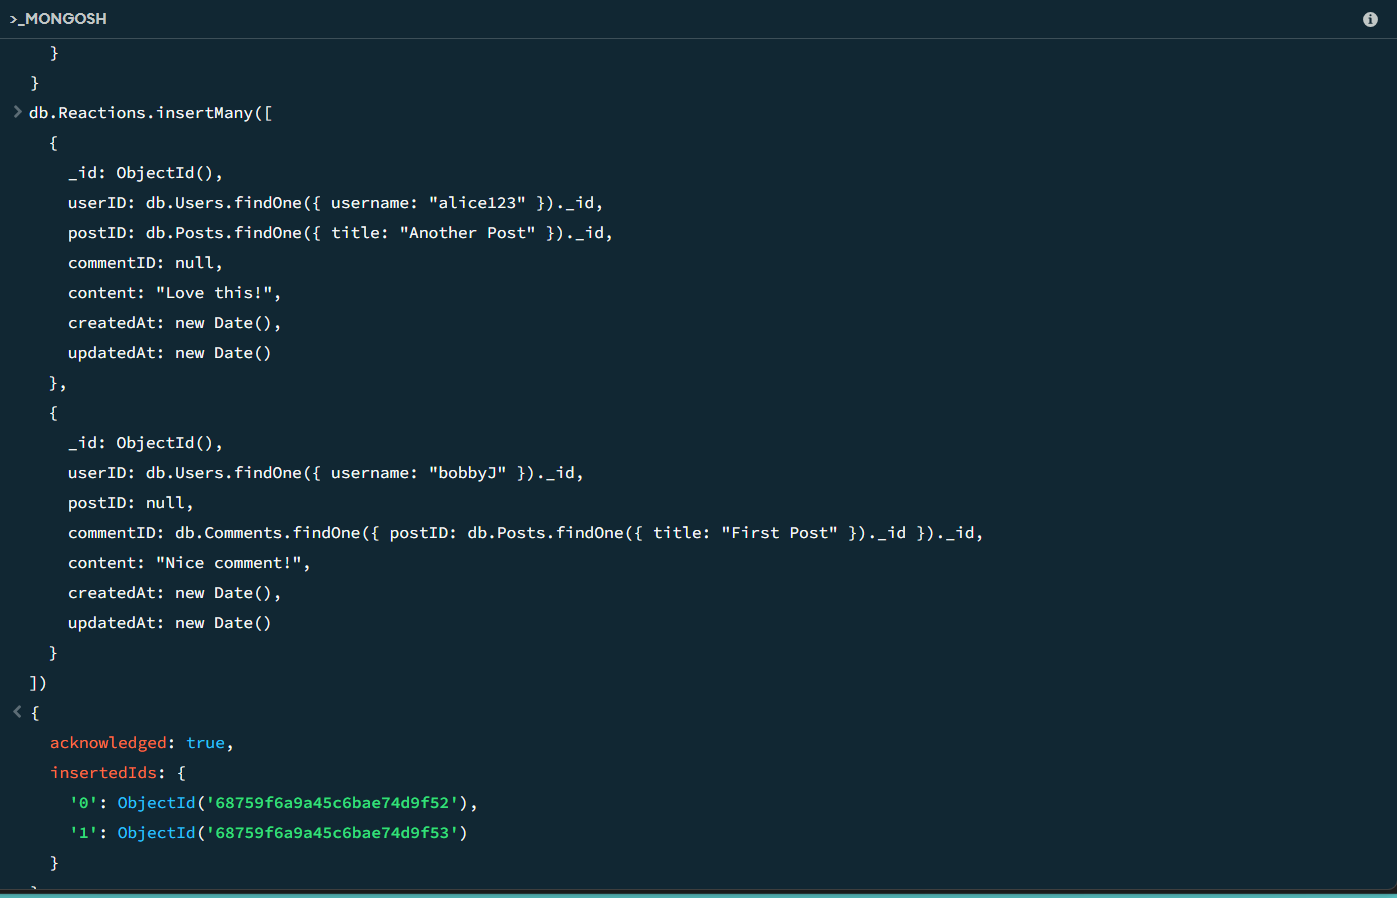 >_MONGOSH
}
}
> db.Reactions.insertMany([
{
_id: ObjectId(),
userID: db.Users.findOne({ username: "alice123" })._id,
postID: db.Posts.findOne({ title: "Another Post" })._id,
commentID: null,
content: "Love this!",
createdAt: new Date(),
updatedAt: new Date()
},
{
_id: ObjectId(),
userID: db.Users.findOne({ username: "bobbyJ" })._id,
postID: null,
commentID: db.Comments.findOne({ postID: db.Posts.findOne({ title: "First Post" })._id })._id,
content: "Nice comment!",
createdAt: new Date(),
updatedAt: new Date()
}
])
< {
acknowledged: true,
insertedIds: {
'0': ObjectId('68759f6a9a45c6bae74d9f52'),
'1': ObjectId('68759f6a9a45c6bae74d9f53')
}